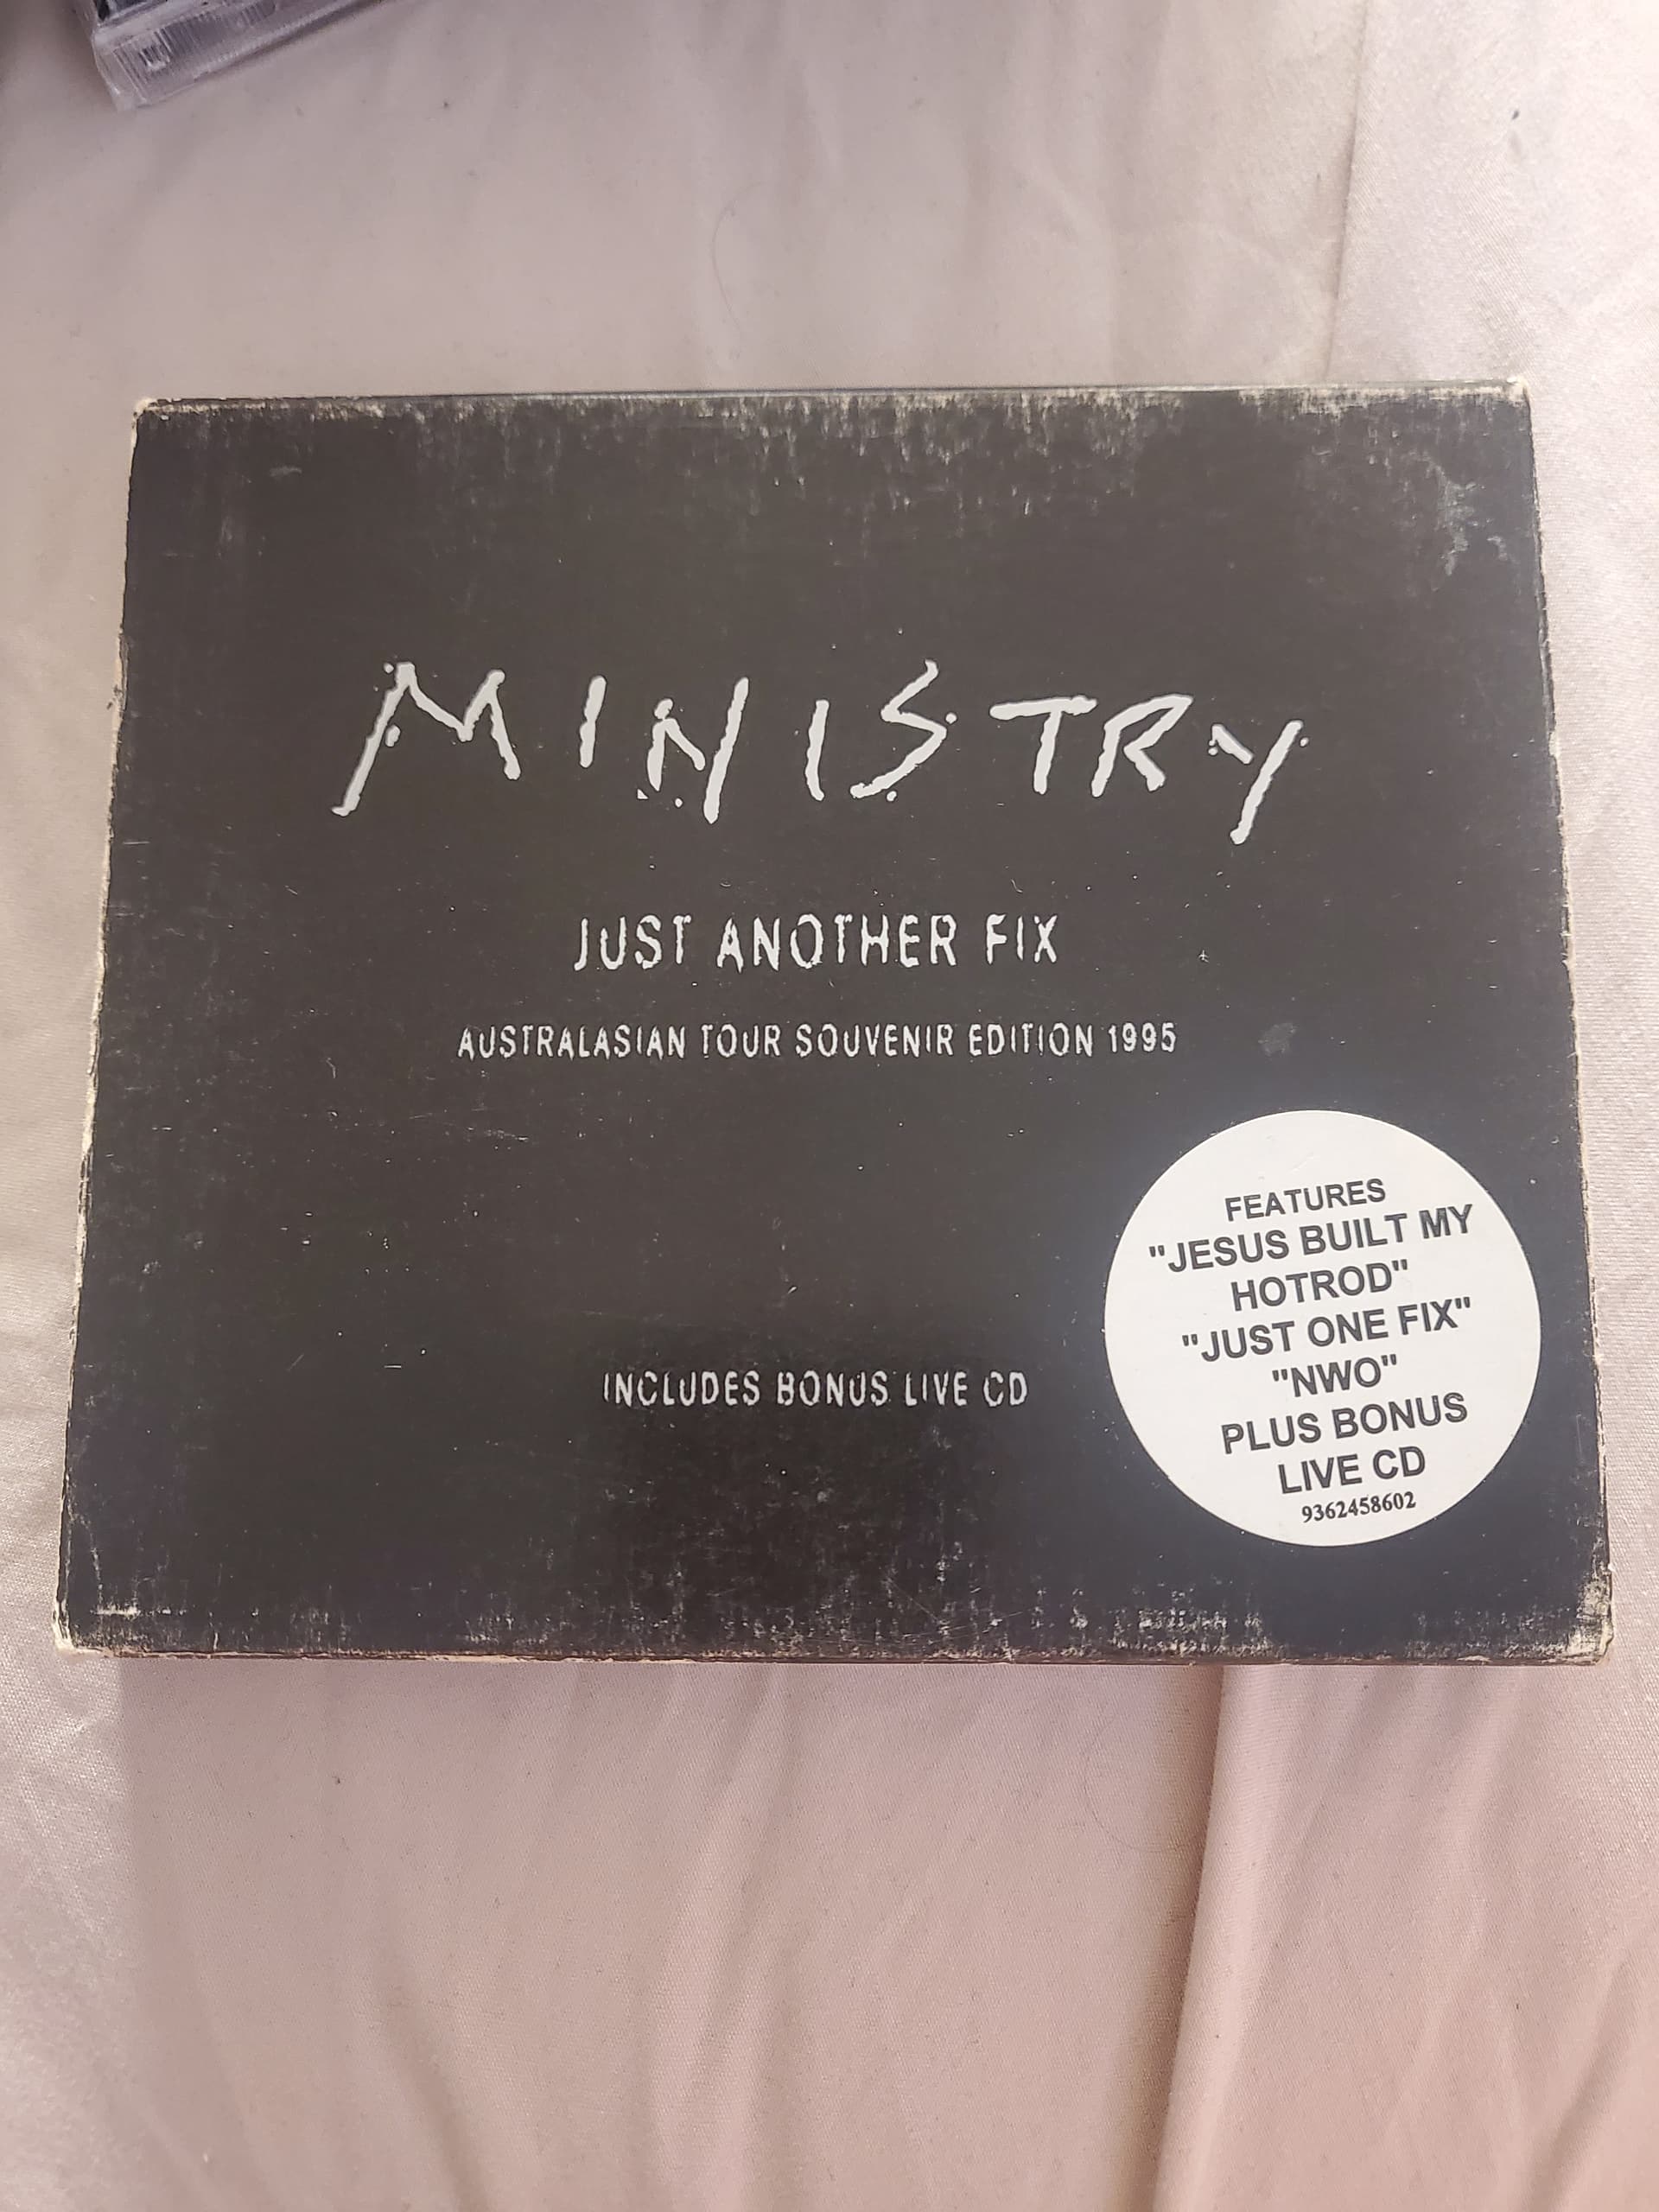 MINISTRY
JUST ANOTHER FIX
AUSTRALASIAN TOUR SOUVENIR EDITION 1995
INCLUDES BONUS LIVE CD
FEATURES
"JESUS BUILT MY
HOTROD"
"JUST ONE FIX"
"NWO"
PLUS BONUS
LIVE CD
9362458602